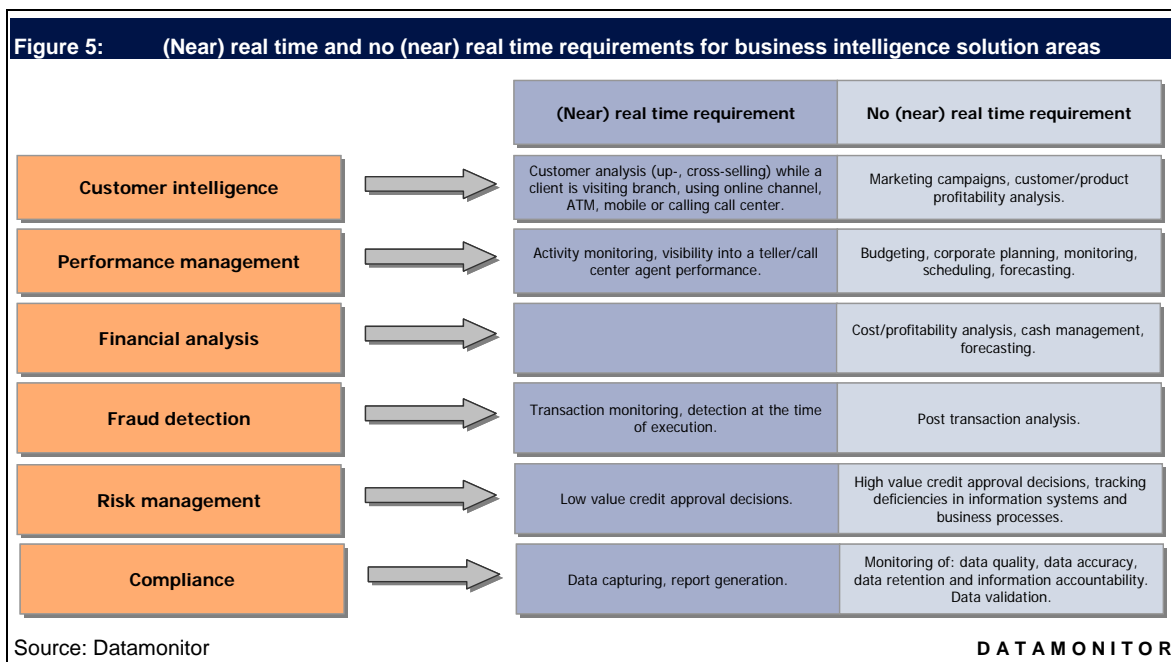 Figure 5: (Near) real time and no (near) real time requirements for business intelligence solution areas
(Near) real time requirement
No (near) real time requirement
Customer intelligence
Customer analysis (up-, cross-selling) while a
client is visiting branch, using online channel,
ATM, mobile or calling call center.
Marketing campaigns, customer/product
profitability analysis.
Performance management
Activity monitoring, visibility into a teller/call
center agent performance.
Budgeting, corporate planning, monitoring,
scheduling, forecasting.
Financial analysis
Cost/profitability analysis, cash management,
forecasting.
Fraud detection
Transaction monitoring, detection at the time
of execution.
Post transaction analysis.
Risk management
Low value credit approval decisions.
High value credit approval decisions, tracking
deficiencies in information systems and
business processes.
Compliance
Data capturing, report generation.
Monitoring of: data quality, data accuracy,
data retention and information accountability.
Data validation.
Source: Datamonitor
DATAMONITOR